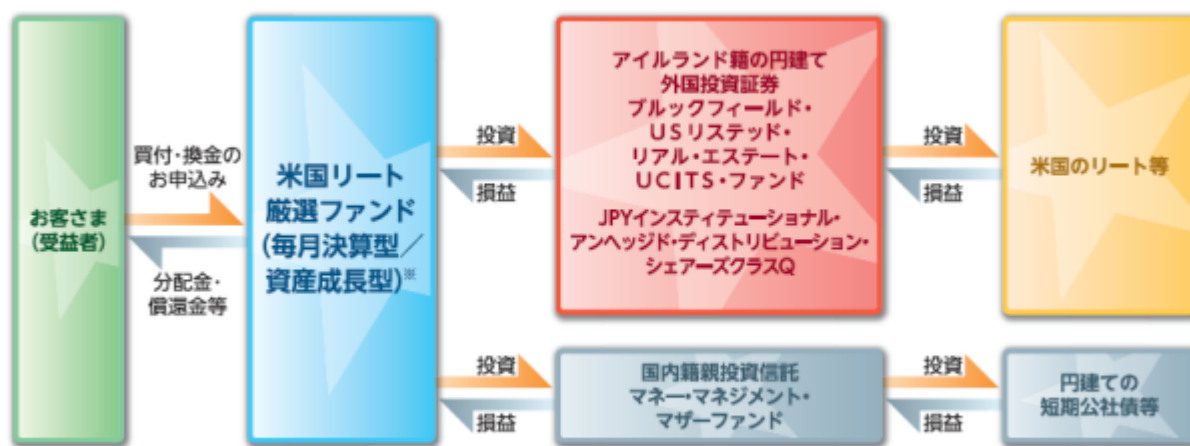 お客さま
(受益者)
買付・換金の
お申込み
分配金・
償還金等
米国リート
厳選ファンド
(毎月決算型／
資産成長型)※
投資
損益
アイルランド籍の円建て
外国投資証券
ブルックフィールド・
USリステッド・
リアル・エステート・
UCITS・ファンド
JPYインスティテューショナル・
アンヘッジド・ディストリビューション・
シェアーズクラスQ
投資
損益
米国のリート等
投資
損益
国内籍親投資信託
マネー・マネジメント・
マザーファンド
投資
損益
円建ての
短期公社債等